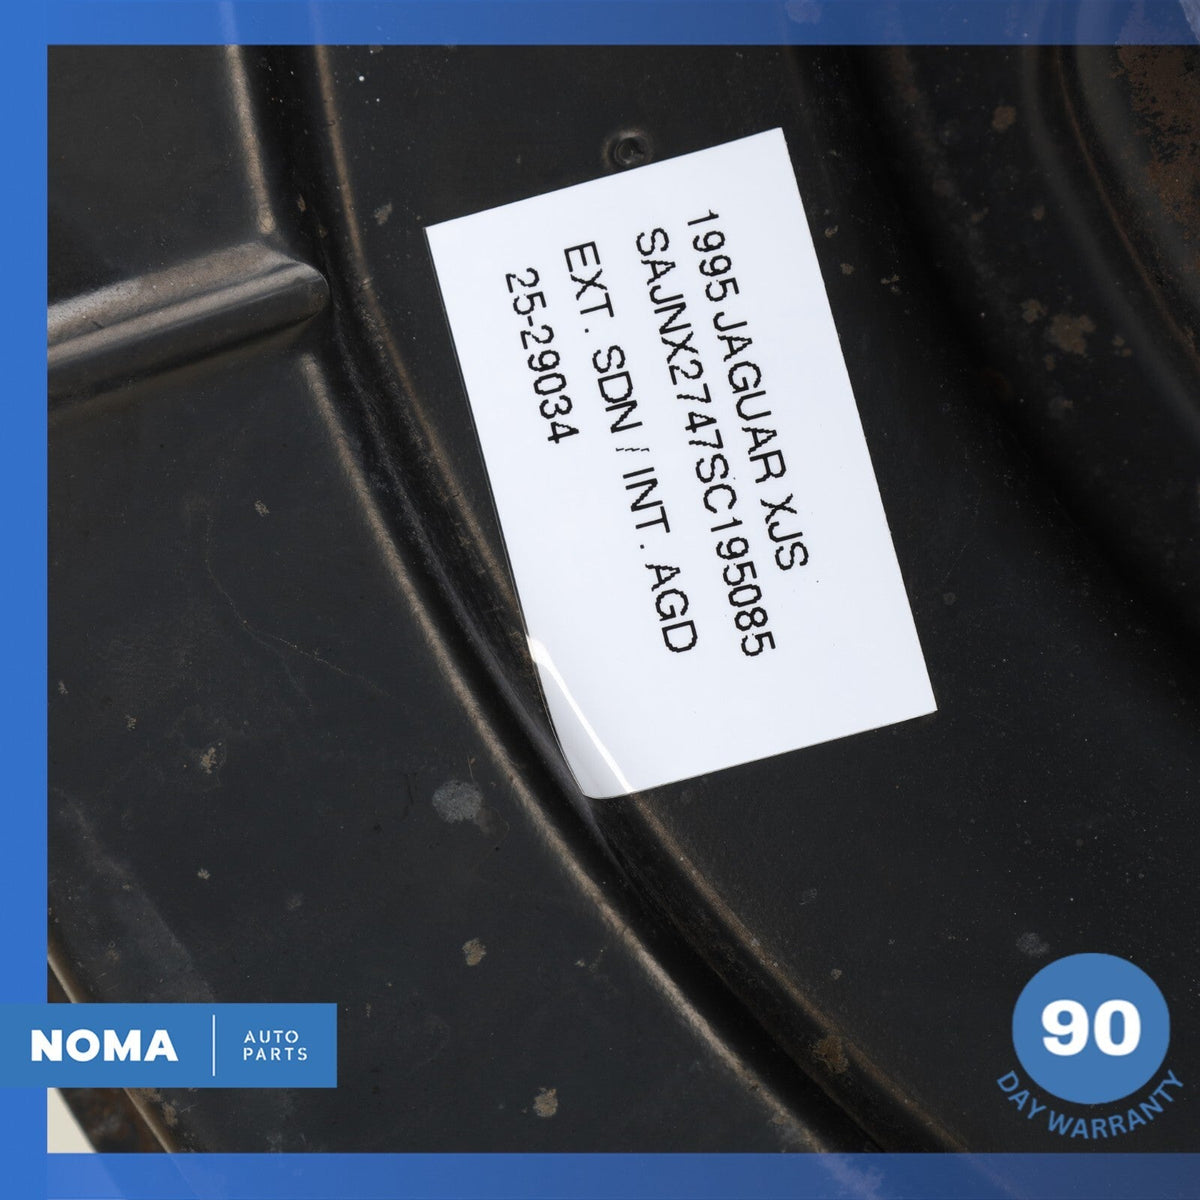 1995 JAGUAR XJS
SAJNX2747SC195085
EXT. SDN / INT. AGD
25-29034
NOMA
AUTO
PARTS
90
DAY WARRANTY